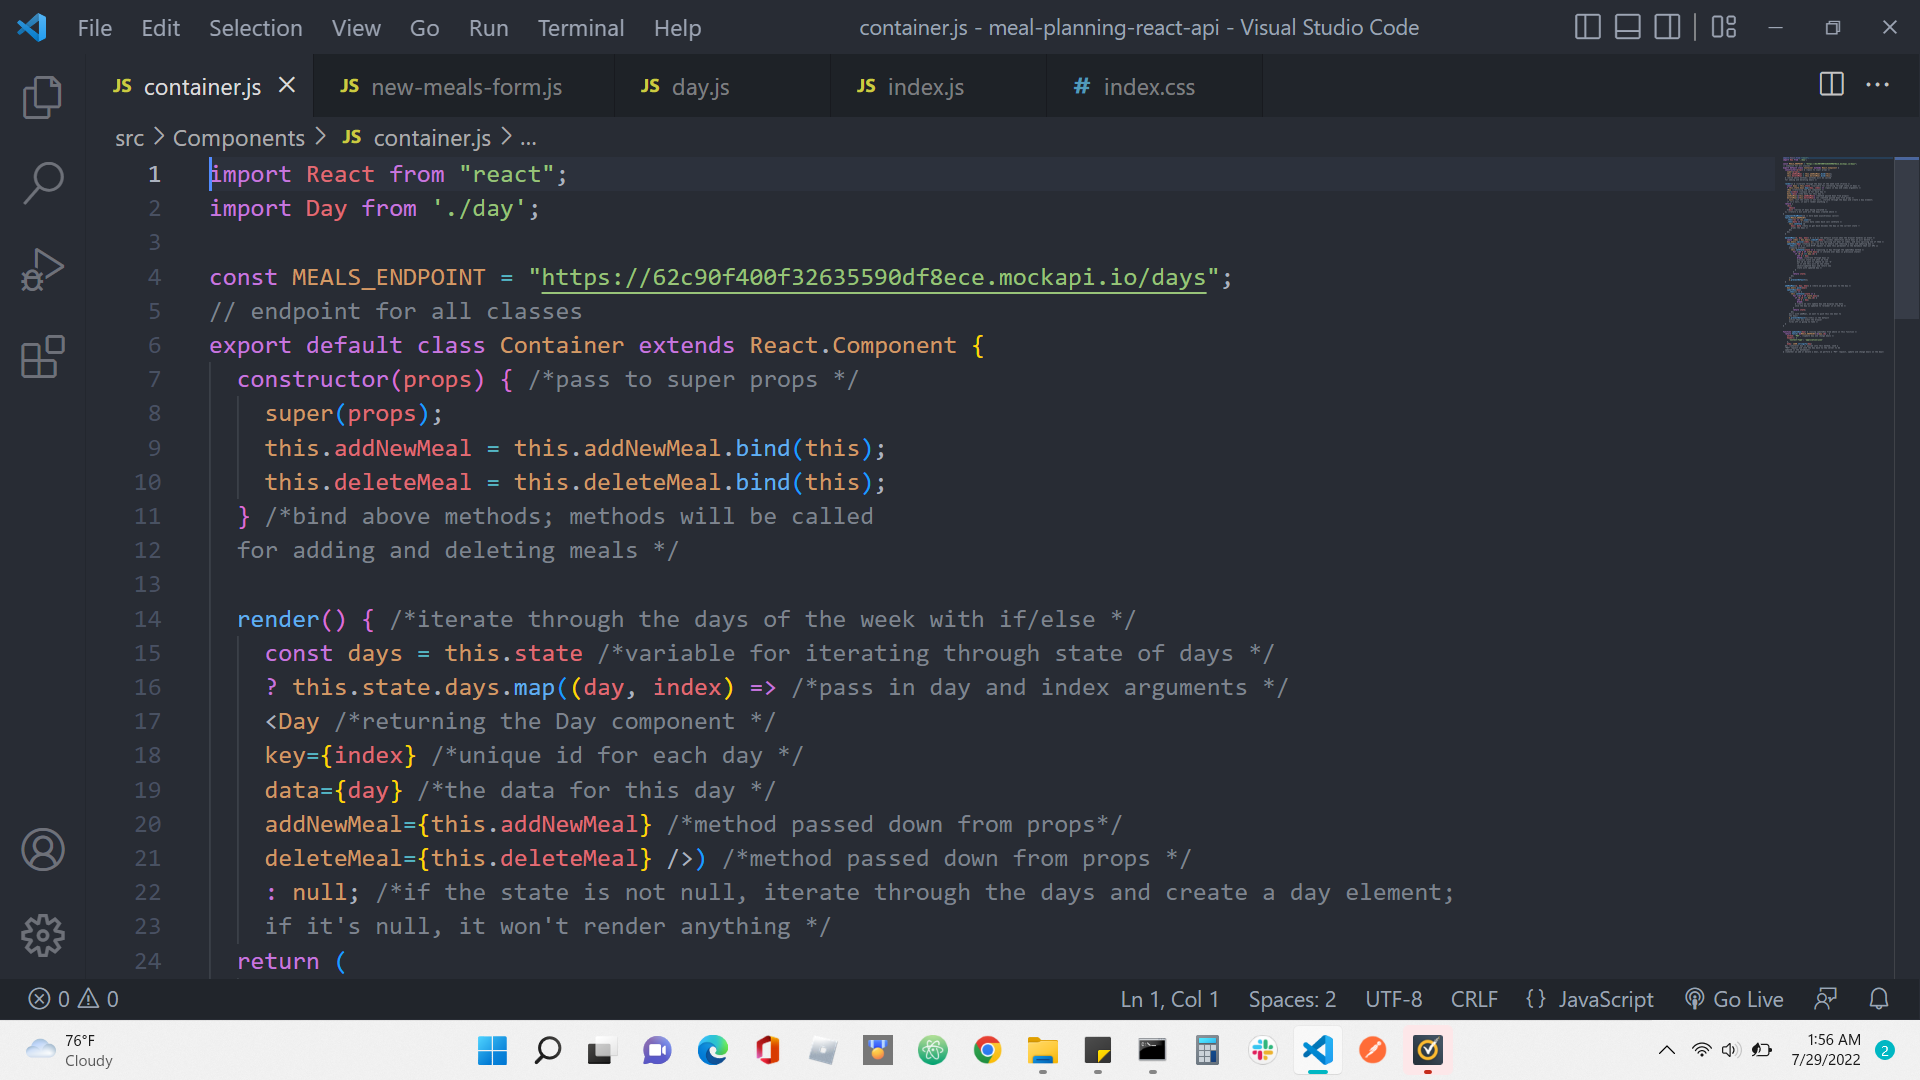 File Edit Selection View Go Run Terminal Help container.js - meal-planning-react-api - Visual Studio Code
JS container.js JS new-meals-form.js JS day.js JS index.js # index.css
src > Components > JS container.js > ...
1 import React from "react";
2 import Day from './day';
3
4 const MEALS_ENDPOINT = "https://62c90f400f32635590df8ece.mockapi.io/days";
5 // endpoint for all classes
6 export default class Container extends React.Component {
7 constructor(props) { /*pass to super props */
8 super(props);
9 this.addNewMeal = this.addNewMeal.bind(this);
10 this.deleteMeal = this.deleteMeal.bind(this);
11 } /*bind above methods; methods will be called
12 for adding and deleting meals */
13
14 render() { /*iterate through the days of the week with if/else */
15 const days = this.state /*variable for iterating through state of days */
16 ? this.state.days.map((day, index) => /*pass in day and index arguments */
17 <Day /*returning the Day component */
18 key={index} /*unique id for each day */
19 data={day} /*the data for this day */
20 addNewMeal={this.addNewMeal} /*method passed down from props*/
21 deleteMeal={this.deleteMeal} />) /*method passed down from props */
22 : null; /*if the state is not null, iterate through the days and create a day element;
23 if it's null, it won't render anything */
24 return (
0 0 Ln 1, Col 1 Spaces: 2 UTF-8 CRLF {} JavaScript Go Live
76°F
Cloudy
1:56 AM
7/29/2022
2